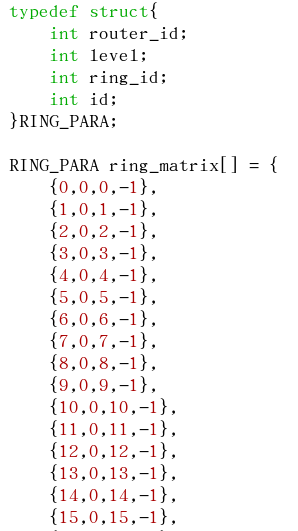 typedef struct{
    int router_id;
    int level;
    int ring_id;
    int id;
}RING_PARA;

RING_PARA ring_matrix[] = {
    {0,0,0,-1},
    {1,0,1,-1},
    {2,0,2,-1},
    {3,0,3,-1},
    {4,0,4,-1},
    {5,0,5,-1},
    {6,0,6,-1},
    {7,0,7,-1},
    {8,0,8,-1},
    {9,0,9,-1},
    {10,0,10,-1},
    {11,0,11,-1},
    {12,0,12,-1},
    {13,0,13,-1},
    {14,0,14,-1},
    {15,0,15,-1},